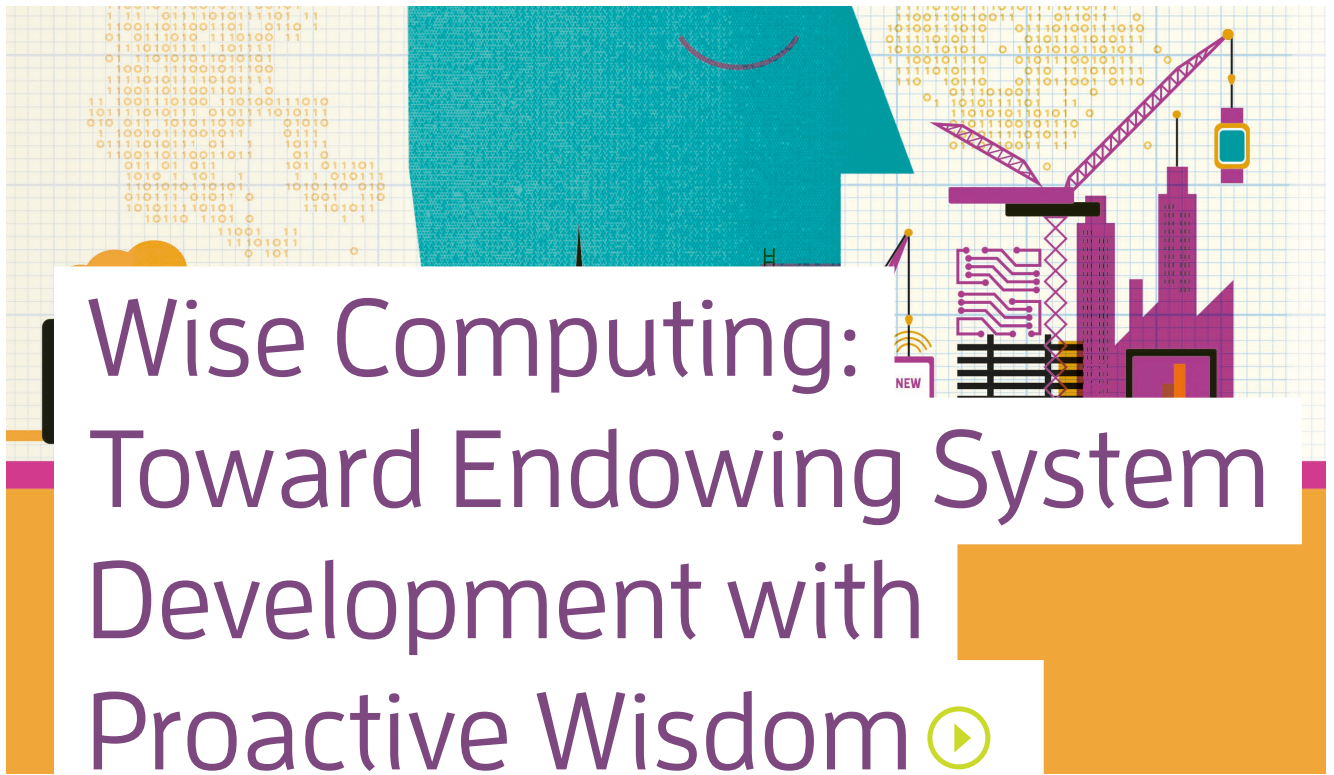 NEW
Wise Computing:
Toward Endowing System
Development with
Proactive Wisdom